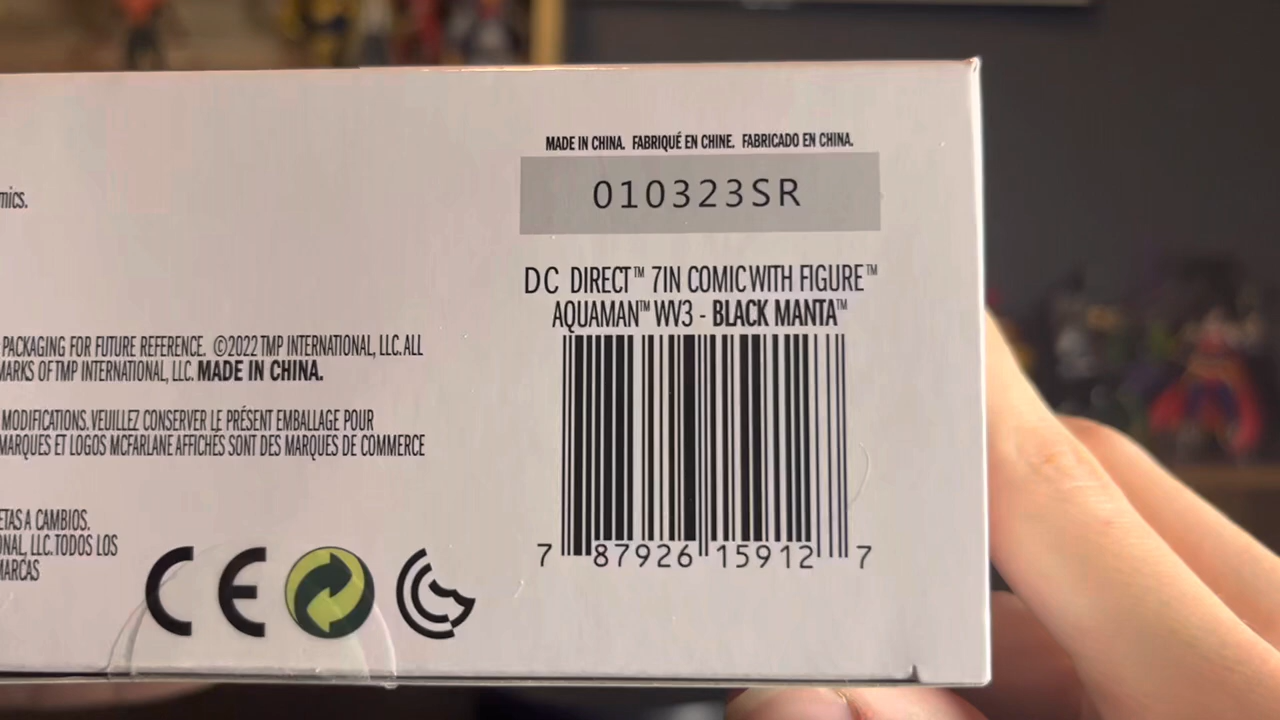 mics.
PACKAGING FOR FUTURE REFERENCE. ©2022 TMP INTERNATIONAL, LLC. ALL
MARKS OF TMP INTERNATIONAL, LLC. MADE IN CHINA.
MODIFICATIONS. VEUILLEZ CONSERVER LE PRÉSENT EMBALLAGE POUR
MARQUES ET LOGOS MCFARLANE AFFICHÉS SONT DES MARQUES DE COMMERCE
ETAS A CAMBIOS.
ONAL, LLC. TODOS LOS
MARCAS
CE
MADE IN CHINA. FABRIQUÉ EN CHINE. FABRICADO EN CHINA.
010323SR
DC DIRECT™ 7IN COMIC WITH FIGURE™
AQUAMAN™ WV3 - BLACK MANTA™
7 87926 15912 7